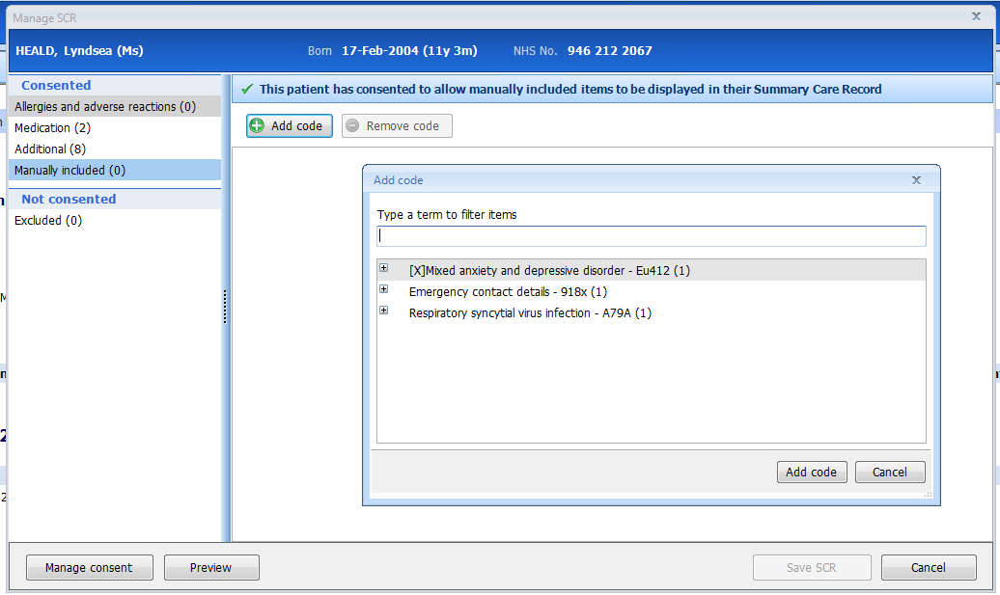 Manage SCR
HEALD, Lyndsea (Ms) Born 17-Feb-2004 (11y 3m) NHS No. 946 212 2067
Consented
Allergies and adverse reactions (0)
Medication (2)
Additional (8)
Manually included (0)
Not consented
Excluded (0)
This patient has consented to allow manually included items to be displayed in their Summary Care Record
Add code Remove code
Add code
Type a term to filter items
[X]Mixed anxiety and depressive disorder - Eu412 (1)
Emergency contact details - 918x (1)
Respiratory syncytial virus infection - A79A (1)
Add code Cancel
Manage consent Preview Save SCR Cancel